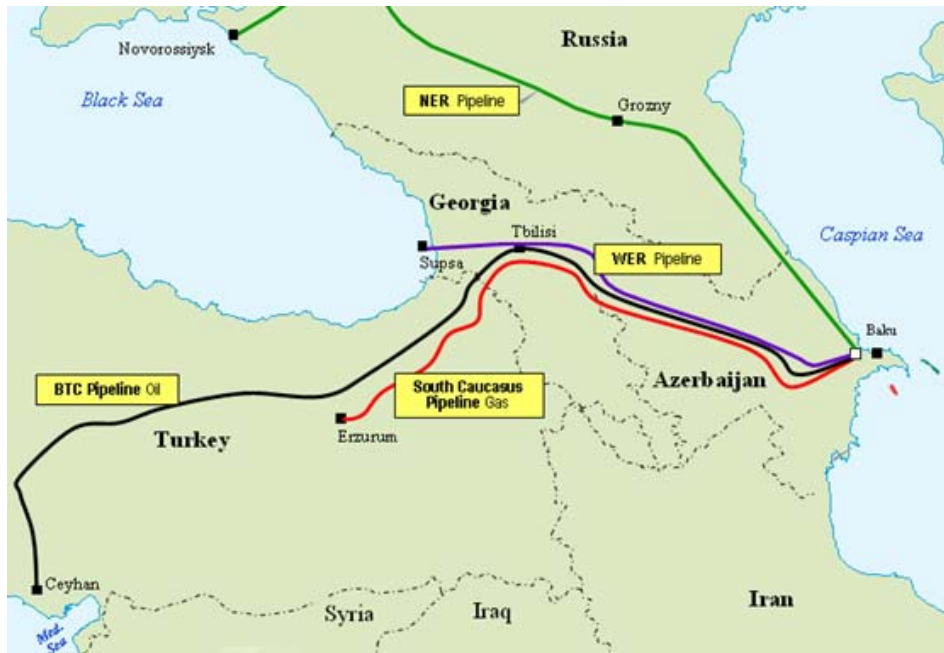 Russia
Novorossiysk
Black Sea
NER Pipeline
Grozny
Georgia
Tbilisi
Caspian Sea
Supsa
WER Pipeline
Baku
Azerbaijan
BTC Pipeline Oil
South Caucasus
Pipeline Gas
Turkey
Erzurum
Ceyhan
Syria
Iraq
Iran
Med.
Sea